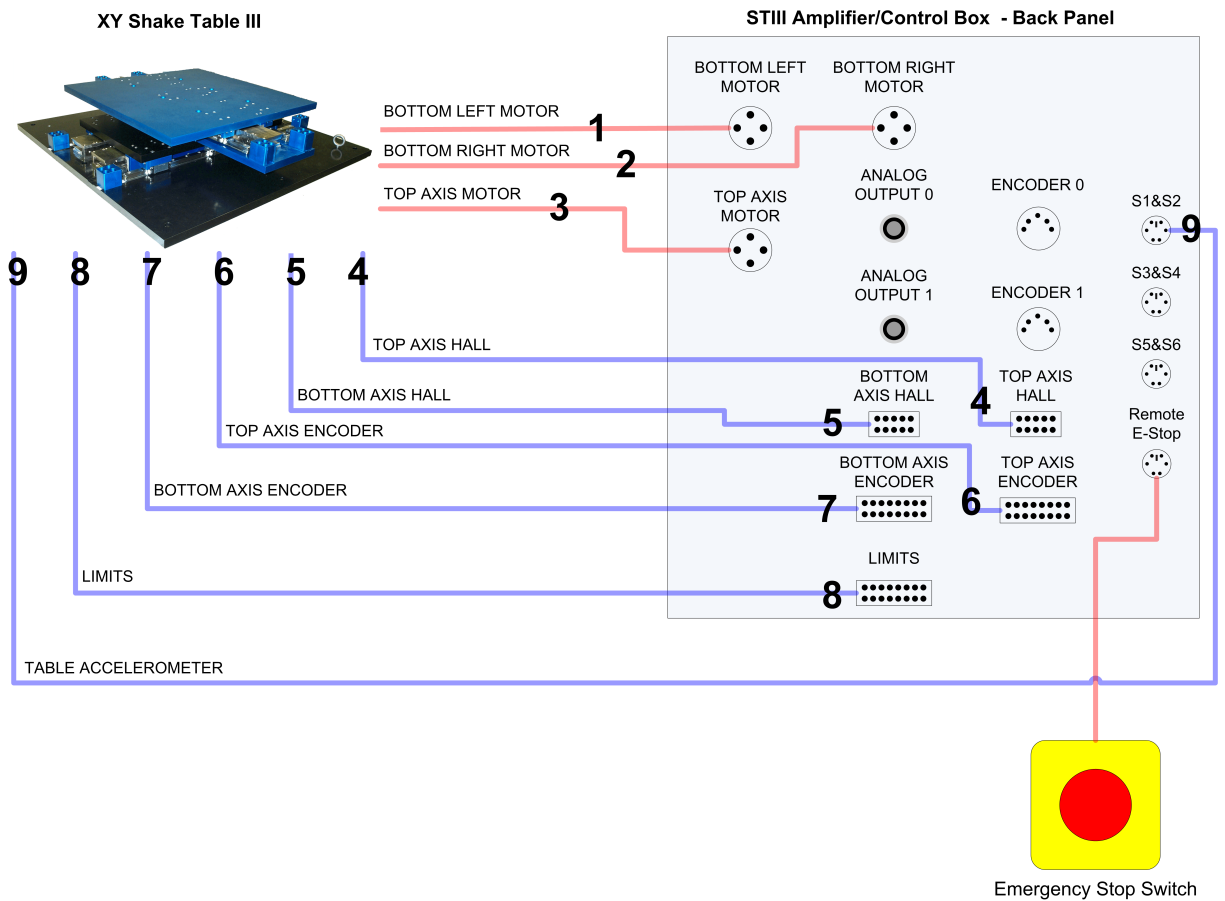 XY Shake Table III
STIII Amplifier/Control Box - Back Panel
BOTTOM LEFT
MOTOR
BOTTOM RIGHT
MOTOR
BOTTOM LEFT MOTOR
1
BOTTOM RIGHT MOTOR
2
TOP AXIS MOTOR
3
TOP AXIS
MOTOR
ANALOG
OUTPUT 0
ENCODER 0
S1&S2
9
9
8
7
6
5
4
ANALOG
OUTPUT 1
ENCODER 1
S3&S4
S5&S6
TOP AXIS HALL
BOTTOM AXIS HALL
BOTTOM
AXIS HALL
TOP AXIS
HALL
4
5
Remote
E-Stop
TOP AXIS ENCODER
BOTTOM AXIS
ENCODER
TOP AXIS
ENCODER
BOTTOM AXIS ENCODER
7
6
LIMITS
LIMITS
8
TABLE ACCELEROMETER
Emergency Stop Switch